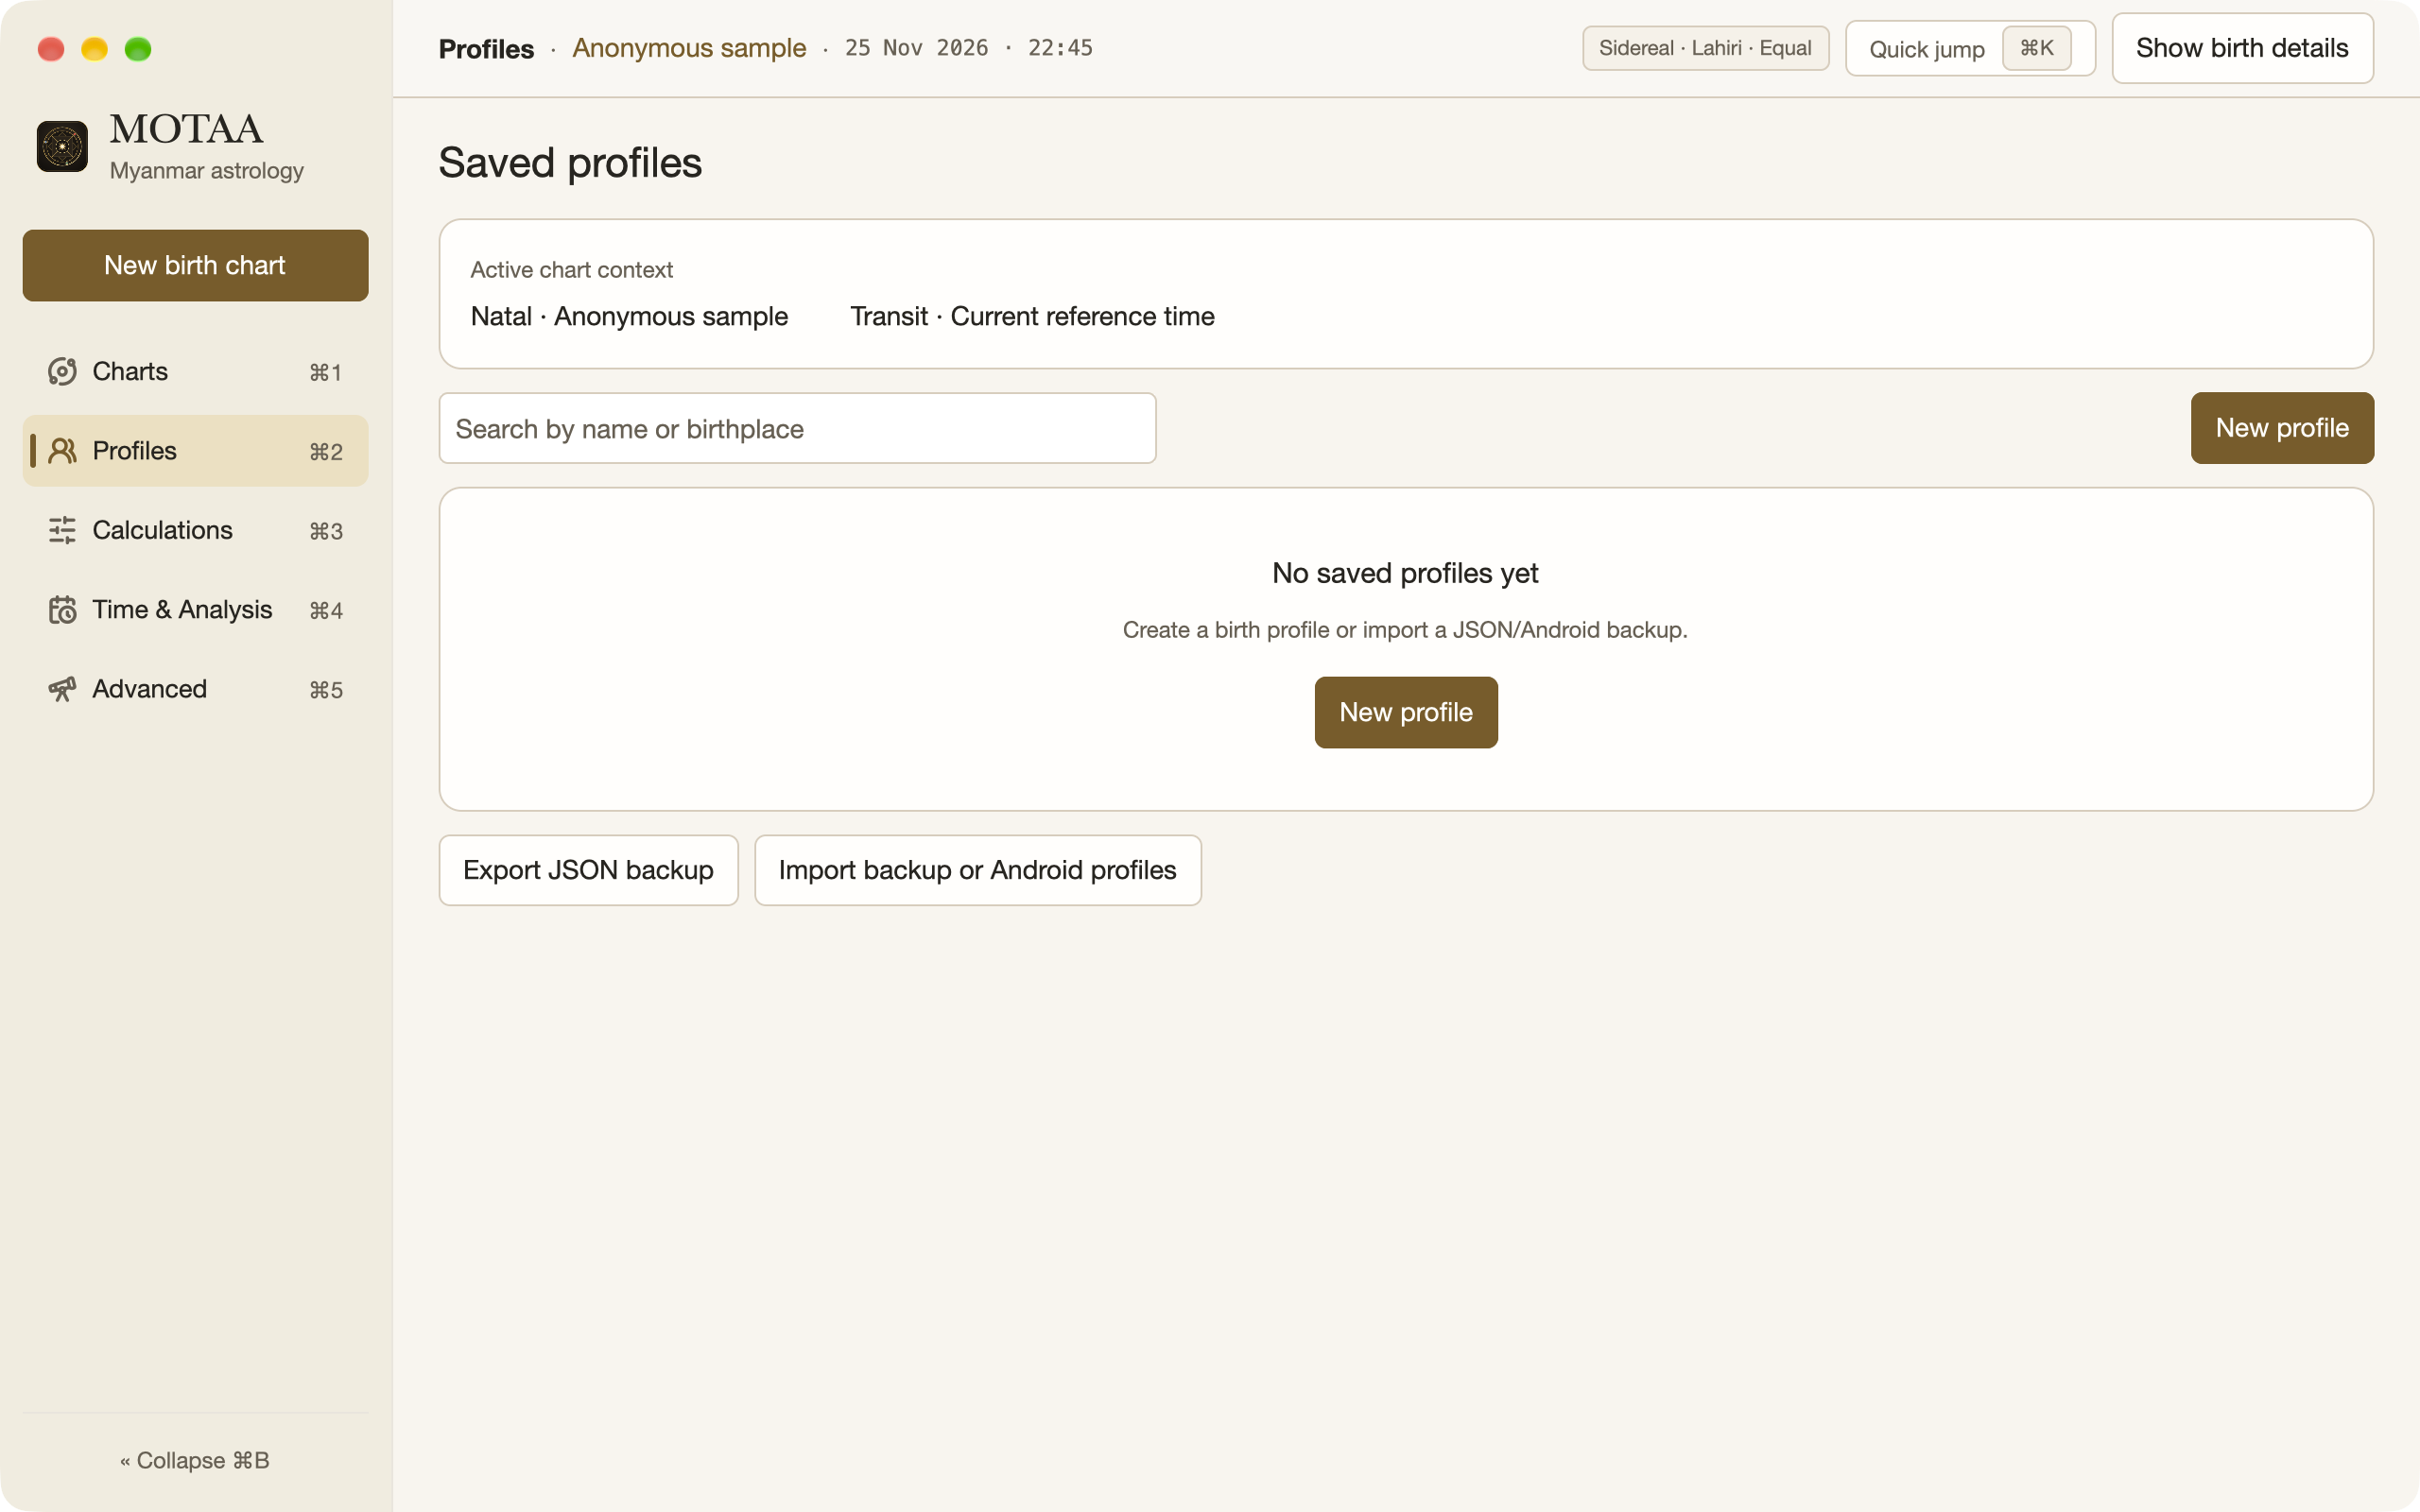 MOTAA
Myanmar astrology
New birth chart
Charts ⌘1
Profiles ⌘2
Calculations ⌘3
Time & Analysis ⌘4
Advanced ⌘5
« Collapse ⌘B
Profiles · Anonymous sample · 25 Nov 2026 · 22:45
Sidereal · Lahiri · Equal
Quick jump ⌘K
Show birth details
Saved profiles
Active chart context
Natal · Anonymous sample Transit · Current reference time
Search by name or birthplace
New profile
No saved profiles yet
Create a birth profile or import a JSON/Android backup.
New profile
Export JSON backup
Import backup or Android profiles